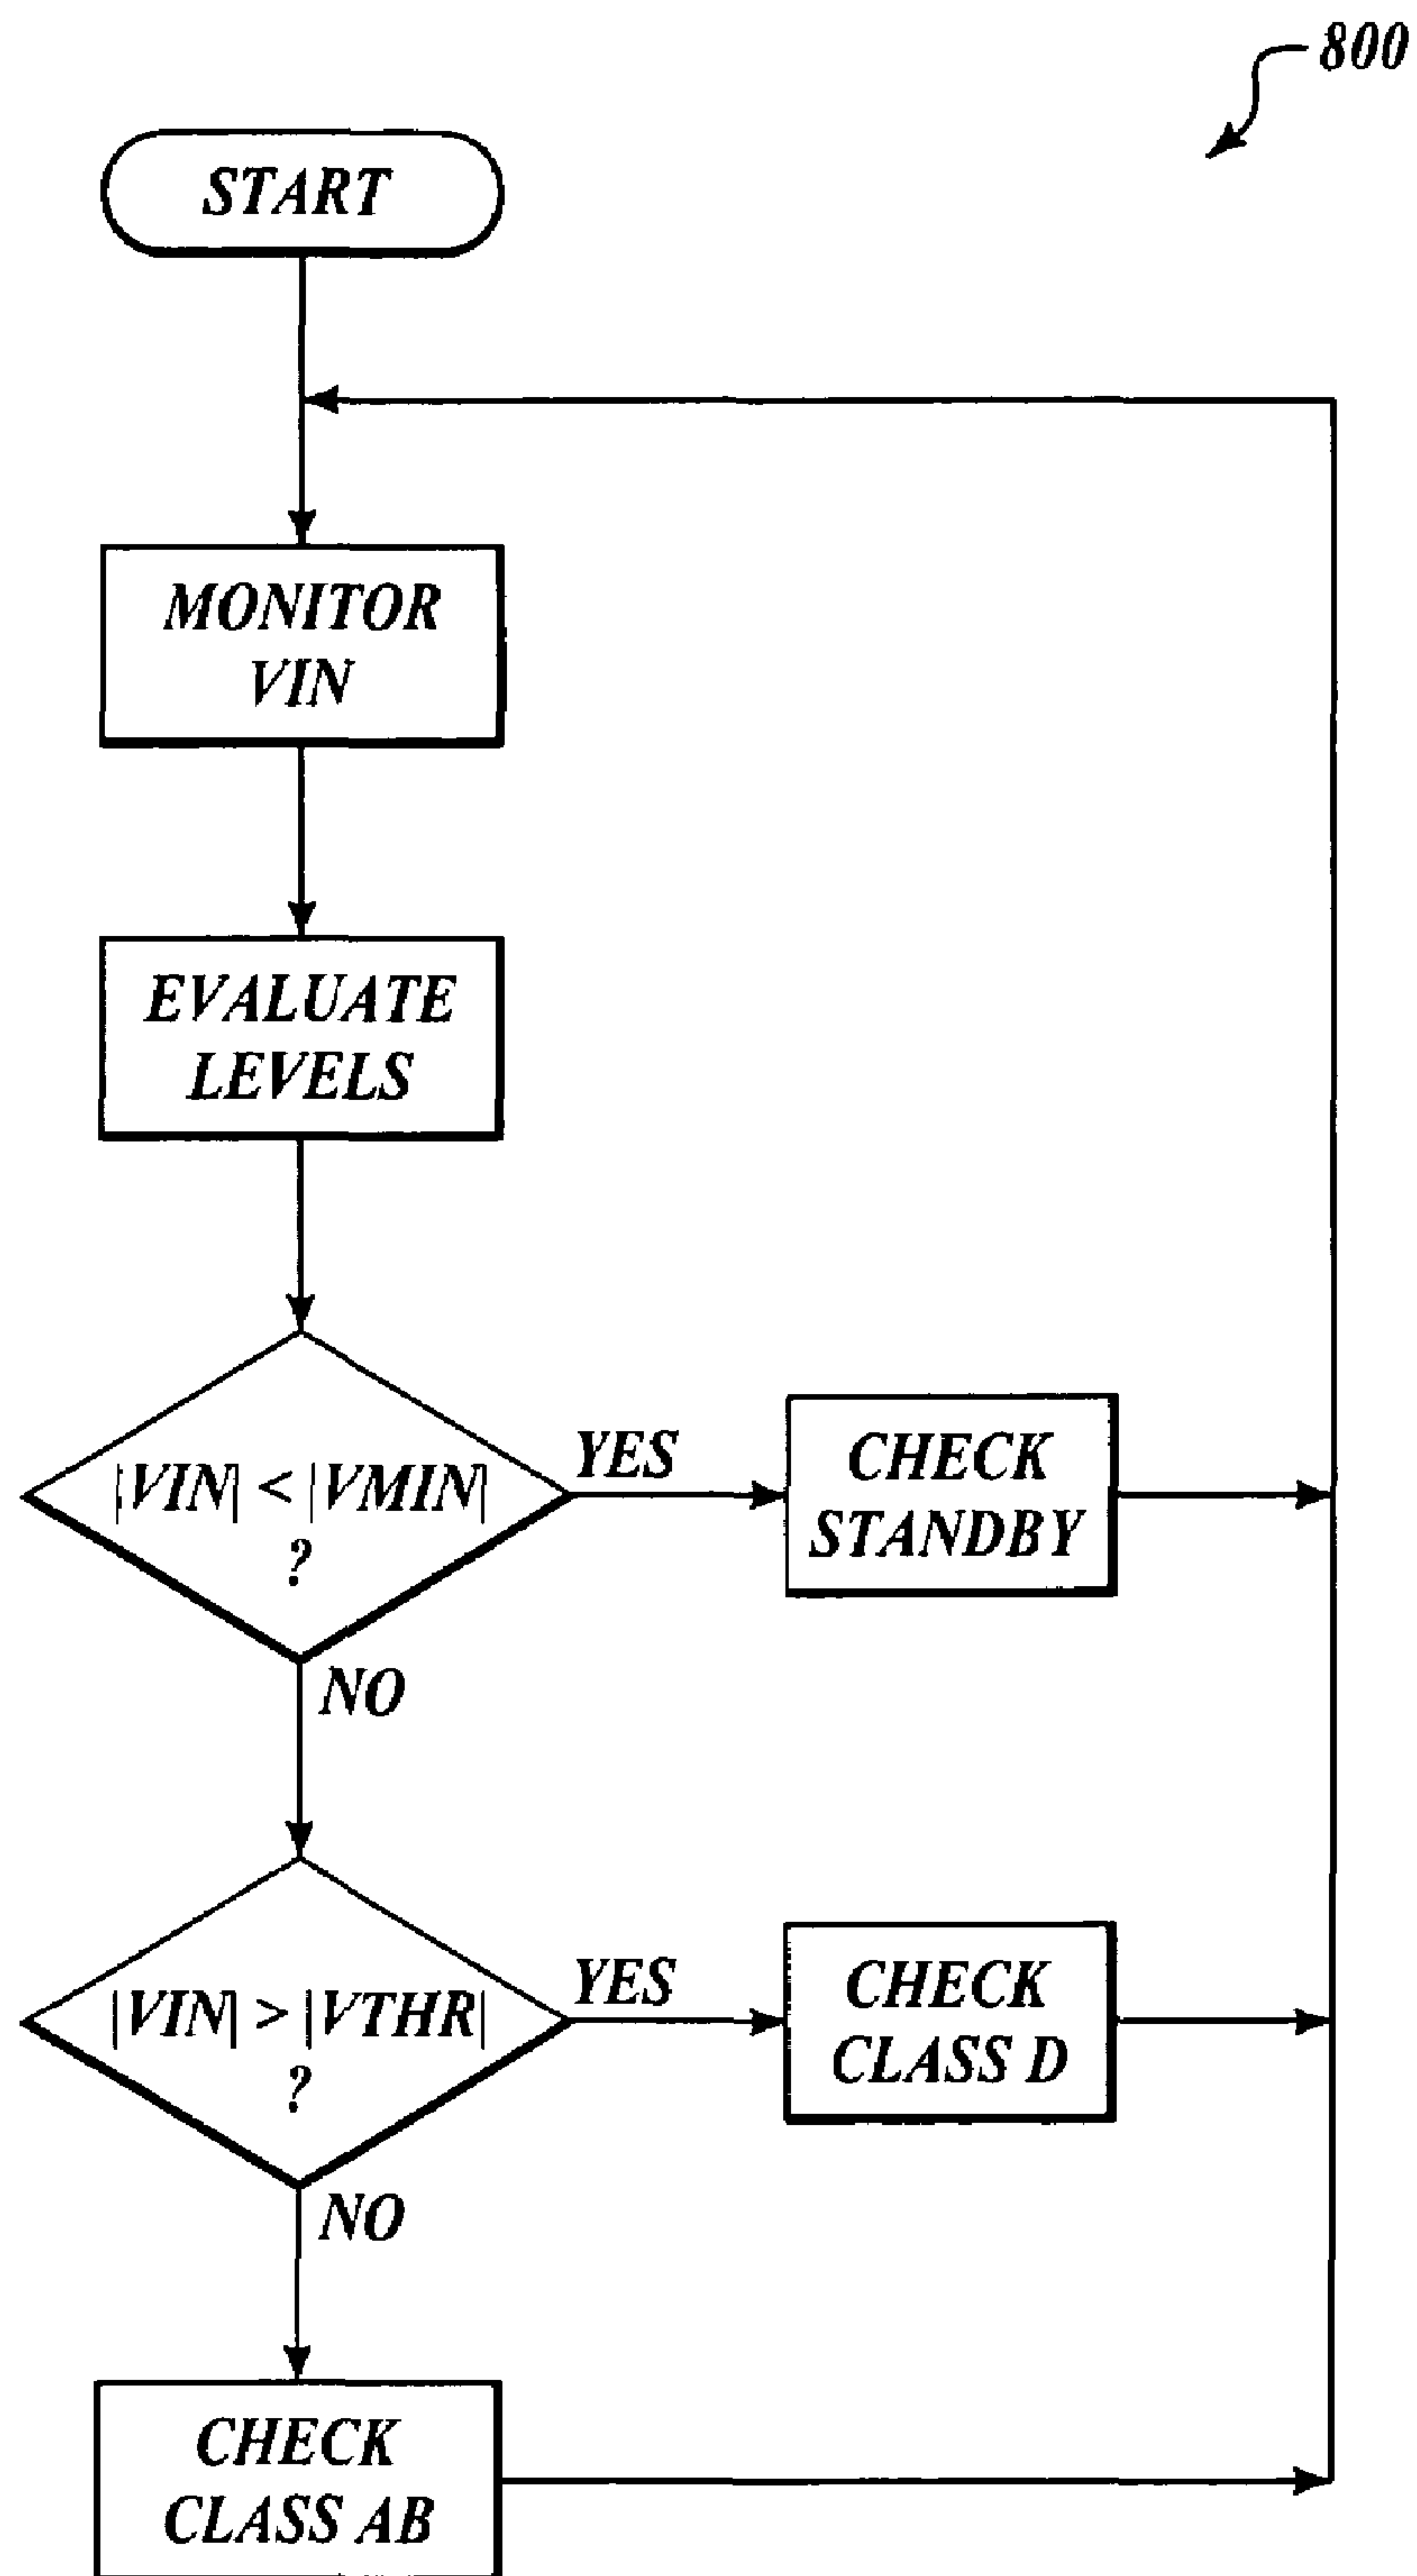 800
START
MONITOR
VIN
EVALUATE
LEVELS
|VIN| < |VMIN|
?
YES
CHECK
STANDBY
NO
|VIN| > |VTHR|
?
YES
CHECK
CLASS D
NO
CHECK
CLASS AB